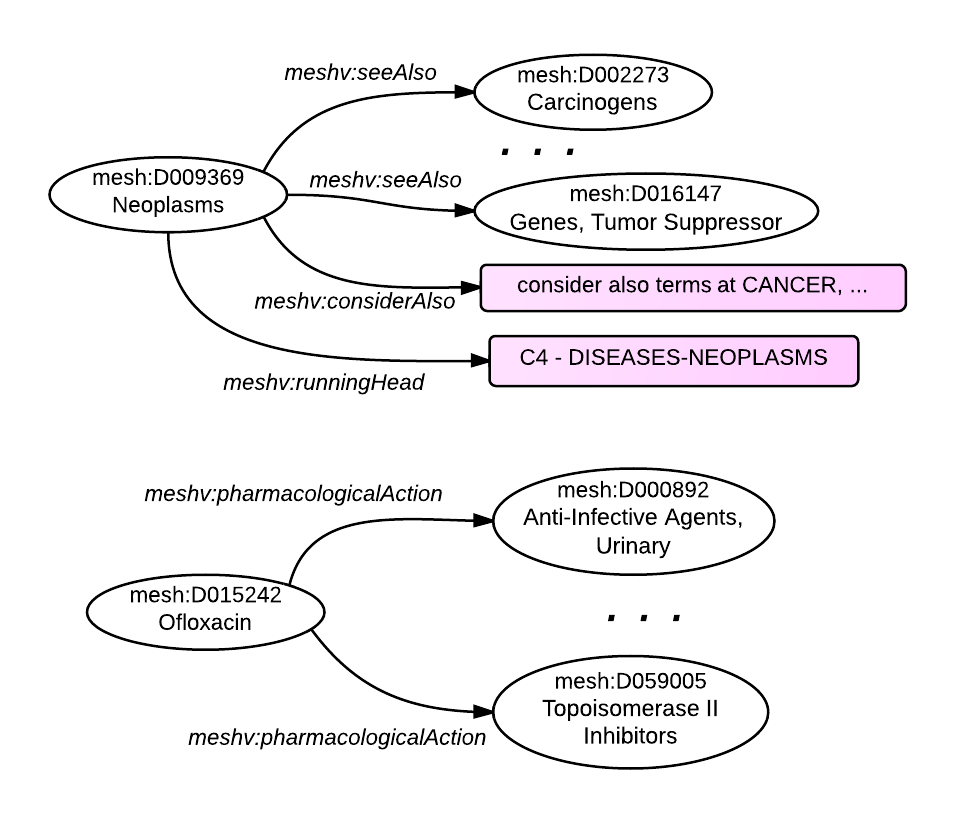 meshv:seeAlso
mesh:D002273
Carcinogens
. . .
mesh:D009369
Neoplasms
meshv:seeAlso
mesh:D016147
Genes, Tumor Suppressor
meshv:considerAlso
consider also terms at CANCER, ...
C4 - DISEASES-NEOPLASMS
meshv:runningHead
meshv:pharmacologicalAction
mesh:D000892
Anti-Infective Agents,
Urinary
mesh:D015242
Ofloxacin
. . .
mesh:D059005
Topoisomerase II
Inhibitors
meshv:pharmacologicalAction